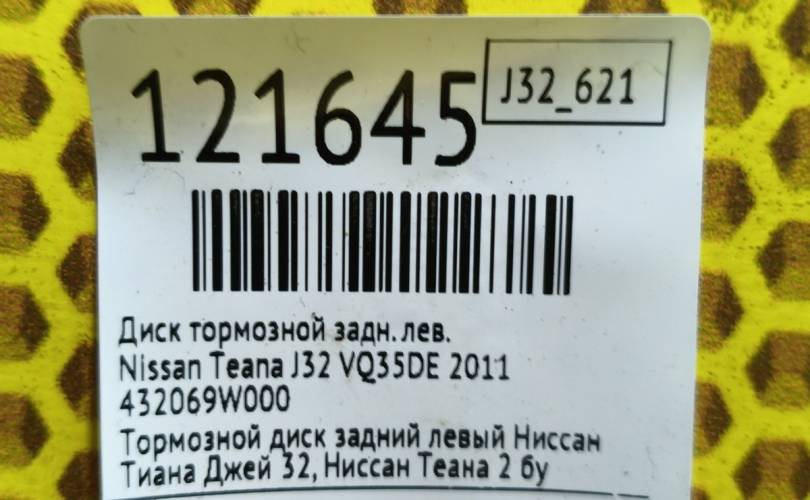 121645
J32_621
Диск тормозной задн.лев.
Nissan Teana J32 VQ35DE 2011
432069W000
Тормозной диск задний левый Ниссан
Тиана Джей 32, Ниссан Теана 2 бу